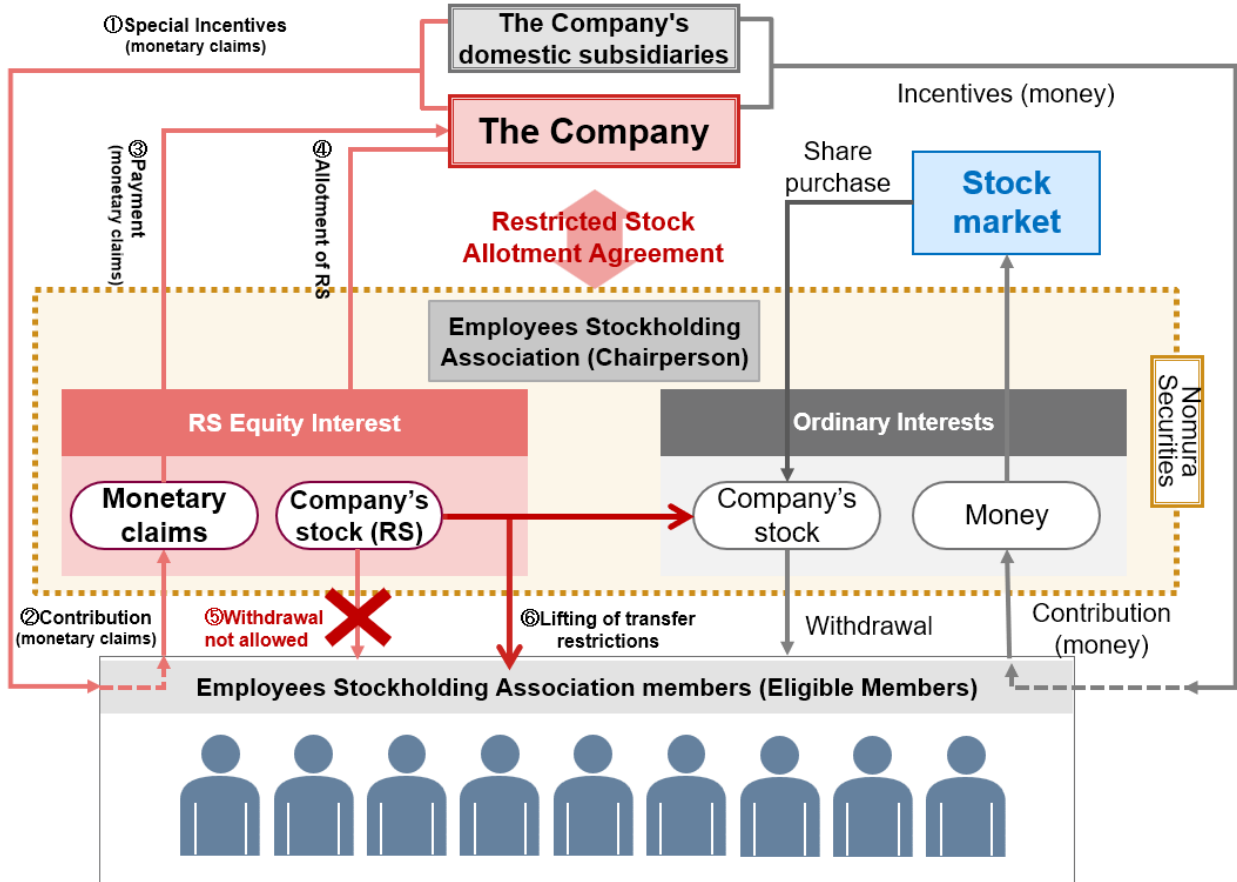 ①Special Incentives
(monetary claims)
The Company's
domestic subsidiaries
Incentives (money)
The Company
③Payment
(monetary claims)
④Allotment of RS
Share
purchase
Stock
market
Restricted Stock
Allotment Agreement
Employees Stockholding
Association (Chairperson)
Nomura
Securities
RS Equity Interest
Ordinary Interests
Monetary
claims
Company's
stock (RS)
Company's
stock
Money
②Contribution
(monetary claims)
⑤Withdrawal
not allowed
⑥Lifting of transfer
restrictions
Withdrawal
Contribution
(money)
Employees Stockholding Association members (Eligible Members)